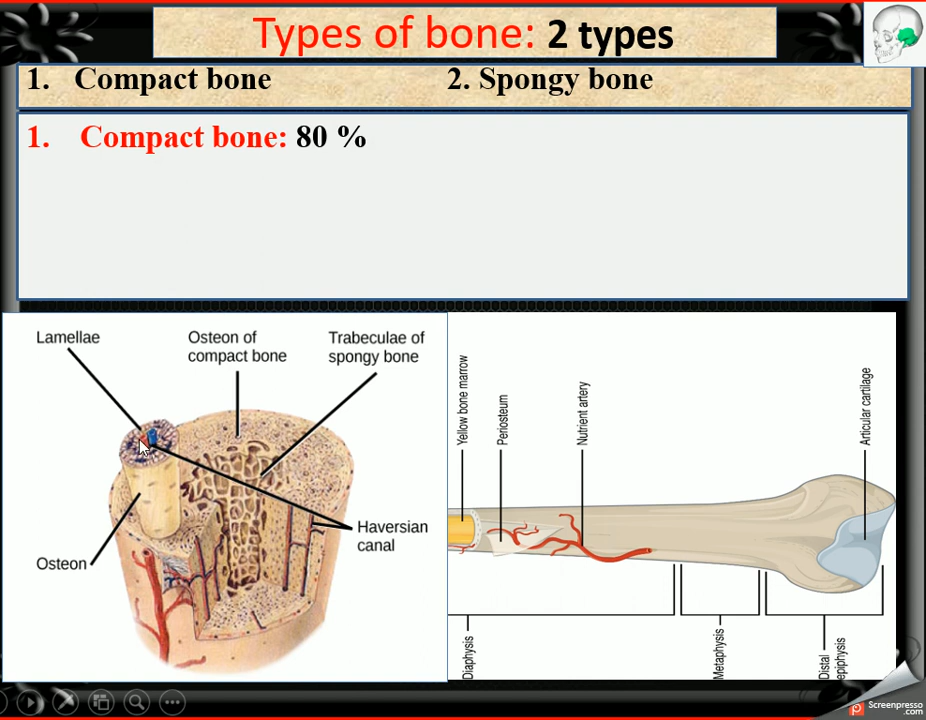 Types of bone: 2 types
1. Compact bone 2. Spongy bone
1. Compact bone: 80 %
Lamellae
Osteon of
compact bone
Trabeculae of
spongy bone
Haversian
canal
Osteon
Yellow bone marrow
Periosteum
Nutrient artery
Articular cartilage
Diaphysis
Metaphysis
Distal
epiphysis
Screenpresso
.com